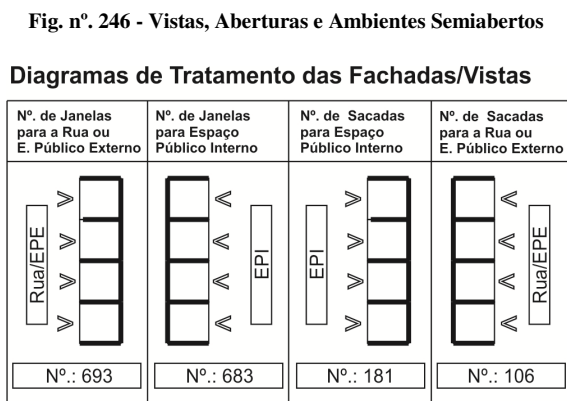 Fig. nº. 246 - Vistas, Aberturas e Ambientes Semiabertos
Diagramas de Tratamento das Fachadas/Vistas
Nº. de Janelas
para a Rua ou
E. Público Externo
Nº. de Janelas
para Espaço
Público Interno
Nº. de Sacadas
para Espaço
Público Interno
Nº. de Sacadas
para a Rua ou
E. Público Externo
Rua/EPE
EPI
EPI
Rua/EPE
Nº.: 693
Nº.: 683
Nº.: 181
Nº.: 106